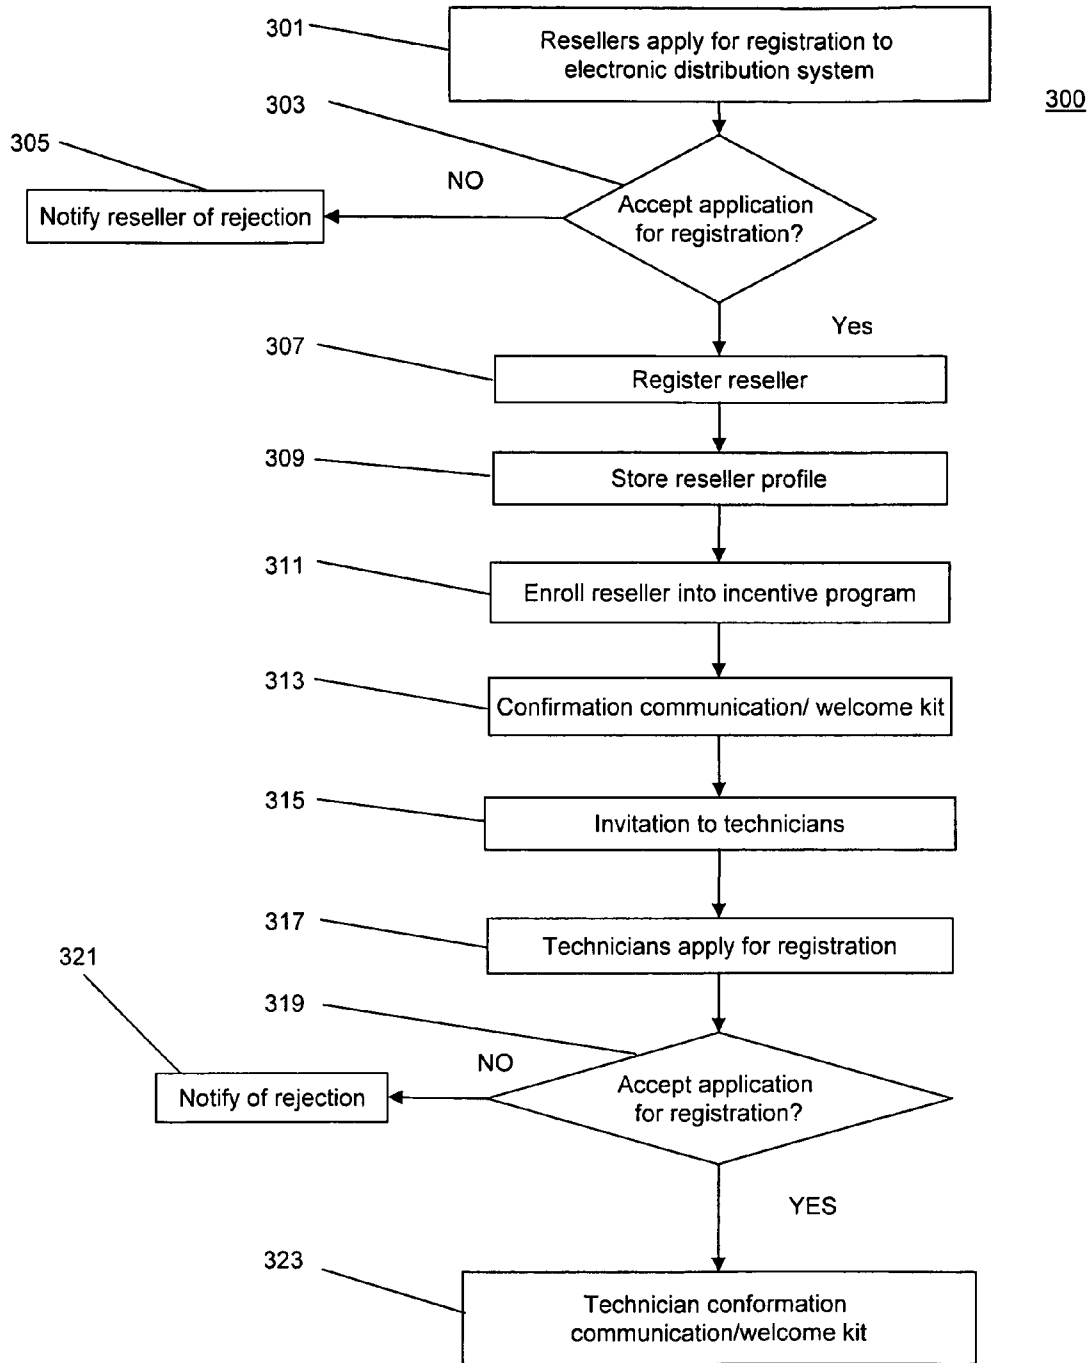 301
Resellers apply for registration to
electronic distribution system
300
303
305
NO
Notify reseller of rejection
Accept application
for registration?
Yes
307
Register reseller
309
Store reseller profile
311
Enroll reseller into incentive program
313
Confirmation communication/ welcome kit
315
Invitation to technicians
317
Technicians apply for registration
321
319
NO
Notify of rejection
Accept application
for registration?
YES
323
Technician conformation
communication/welcome kit